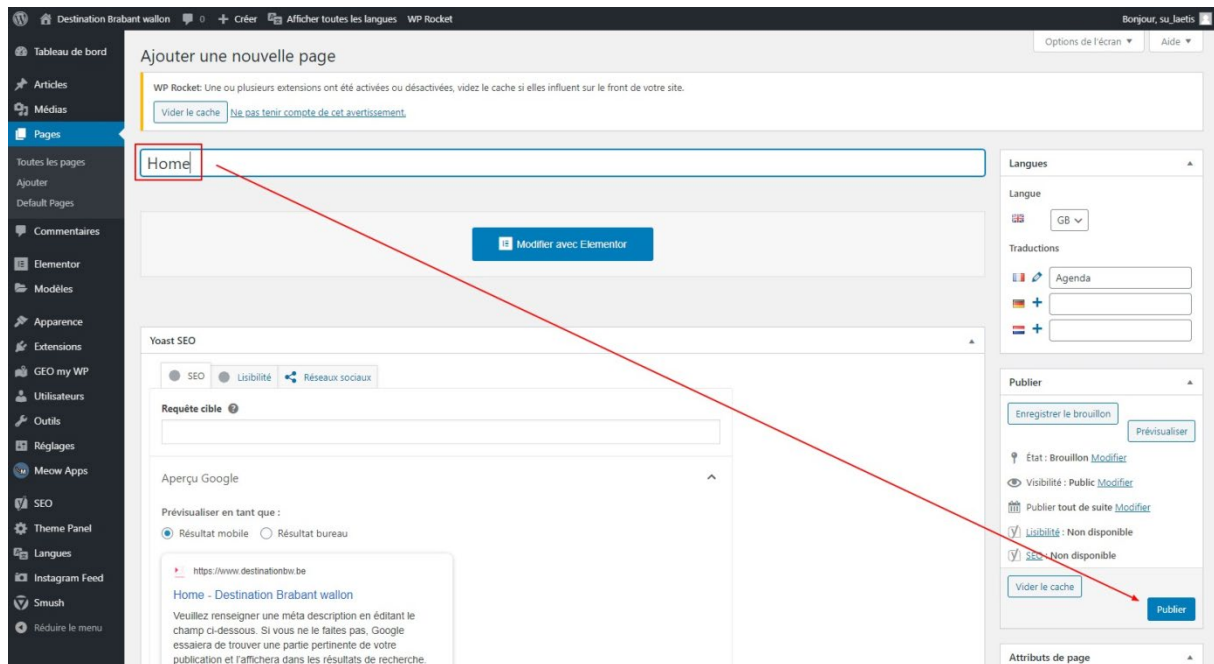 Destination Brabant wallon 0 Créer Afficher toutes les langues WP Rocket Bonjour, su_laetis
Options de l'écran ▼ Aide ▼
Tableau de bord
Articles
Médias
Pages
Toutes les pages
Ajouter
Default Pages
Commentaires
Elementor
Modèles
Apparence
Extensions
GEO my WP
Utilisateurs
Outils
Réglages
Meow Apps
SEO
Theme Panel
Langues
Instagram Feed
Smush
Réduire le menu
Ajouter une nouvelle page
WP Rocket: Une ou plusieurs extensions ont été activées ou désactivées, videz le cache si elles influent sur le front de votre site.
Vider le cache Ne pas tenir compte de cet avertissement.
Home
Modifier avec Elementor
Yoast SEO
SEO Lisibilité Réseaux sociaux
Requête cible
Aperçu Google
Prévisualiser en tant que :
Résultat mobile Résultat bureau
https://www.destinationbw.be
Home - Destination Brabant wallon
Veuillez renseigner une méta description en éditant le
champ ci-dessous. Si vous ne le faites pas, Google
essaiera de trouver une partie pertinente de votre
publication et l'affichera dans les résultats de recherche.
Langues
Langue
GB
Traductions
Agenda
Publier
Enregistrer le brouillon
Prévisualiser
État : Brouillon Modifier
Visibilité : Public Modifier
Publier tout de suite Modifier
Lisibilité : Non disponible
SEO : Non disponible
Vider le cache
Publier
Attributs de page